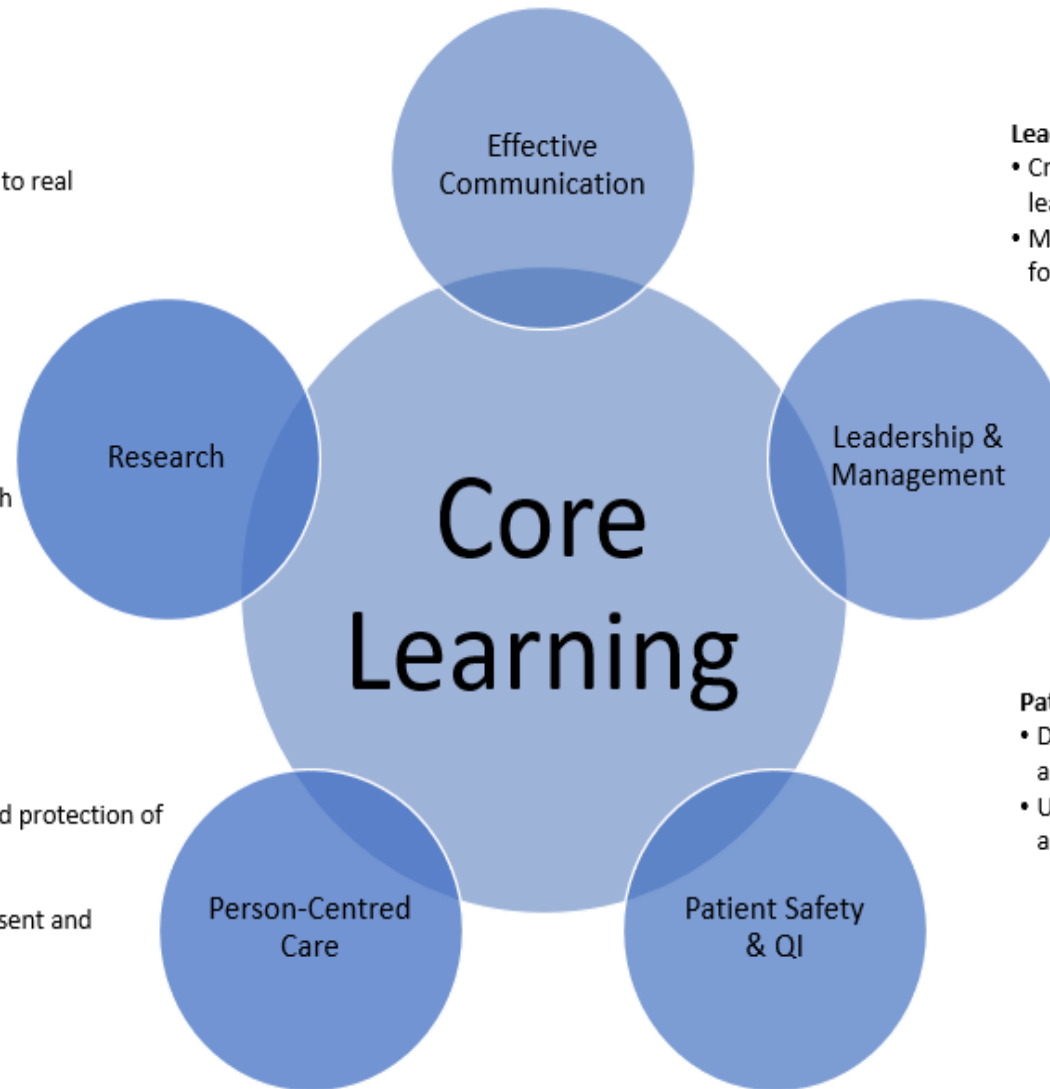 Effective
Communication
to real
Research
Leadership &
Management
Core
Learning
d protection of
sent and
Person-Centred
Care
Patient Safety
& QI